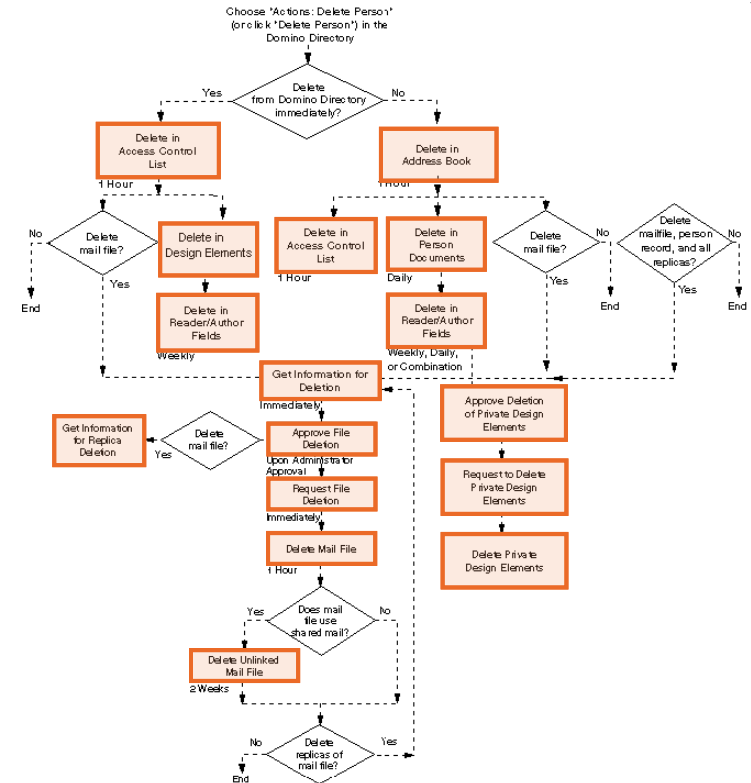 Choose "Actions: Delete Person"
(or click "Delete Person") in the
Domino Directory
Delete
from Domino Directory
immediately?
Yes
No
Delete in
Access Control
List
1 Hour
Delete in
Address Book
1 Hour
No
Delete
mail file?
Yes
End
Delete in
Design Elements
Delete in
Reader/Author
Fields
Weekly
Delete in
Access Control
List
1 Hour
Delete in
Person
Documents
Daily
Delete in
Reader/Author
Fields
Weekly, Daily,
or Combination
Delete
mail file?
No
Yes
End
Delete
mailfile, person
record, and all
replicas?
No
Yes
End
Get Information for
Deletion
Immediately
Get Information
for Replica
Deletion
Yes
Delete
mail file?
Approve File
Deletion
Upon Administrator
Approval
Request File
Deletion
Immediately
Delete Mail File
1 Hour
Approve Deletion
of Private Design
Elements
Request to Delete
Private Design
Elements
Delete Private
Design Elements
Does mail
file use
shared mail?
Yes
No
Delete Unlinked
Mail File
2 Weeks
Delete
replicas of
mail file?
No
Yes
End